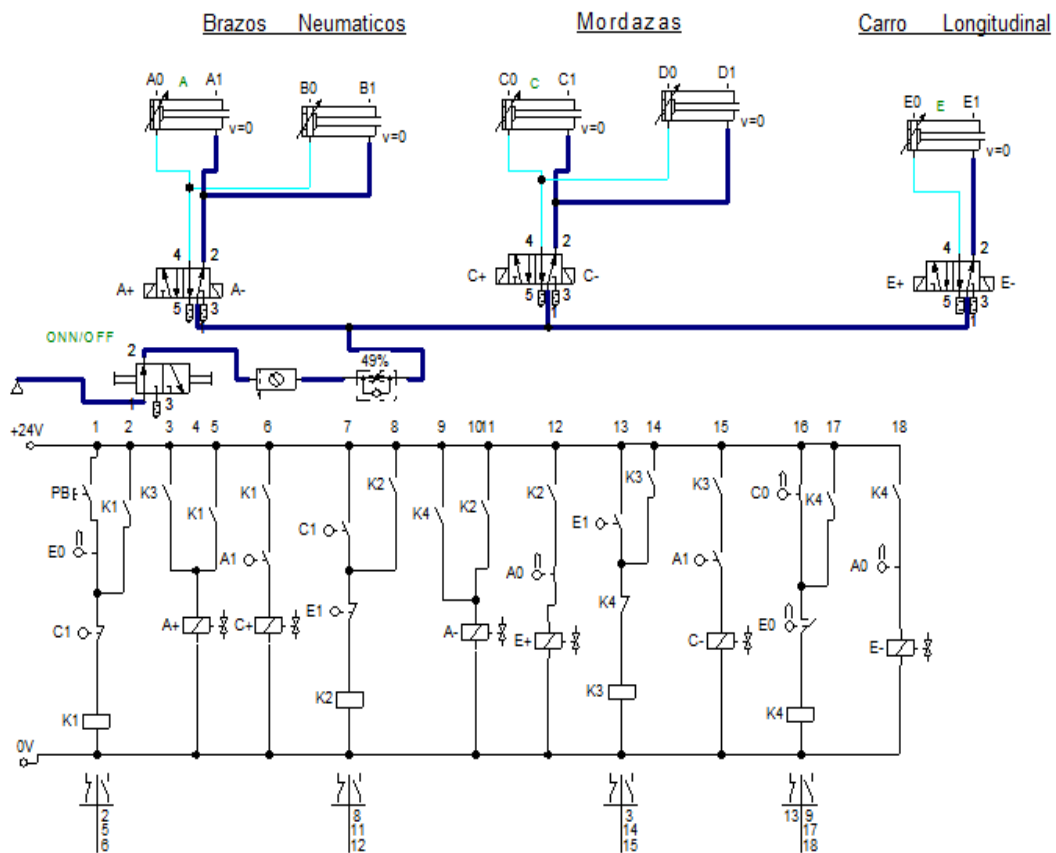 Brazos Neumaticos
Mordazas
Carro Longitudinal
A0 A A1
B0 B1
C0 C C1
D0 D1
E0 E E1
v=0
v=0
v=0
v=0
v=0
4 2
4 2
4 2
A+ A-
C+ C-
E+ E-
5 3
1
5 3
1
5 3
1
ONN/OFF
2
1 3
49%
+24V
1 2 3 4 5 6 7 8 9 10 11 12 13 14 15 16 17 18
PB K1 K3 K1 K1 C1 K2 K4 K2 K2 E1 K3 K3 C0 K4 K4
E0 A1 A0 A1 A0
C1 A+ C+ E1 A- E+ K4 C- E0 E-
K1 K2 K3 K4
0V
2
5
6
8
11
12
3
14
15
13 9
17
18